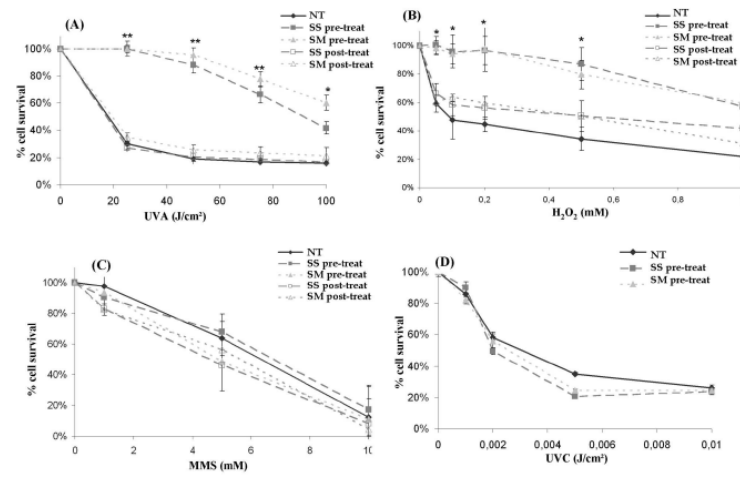 (A)
NT
SS pre-treat
SM pre-treat
SS post-treat
SM post-treat
% cell survival
120%
100%
80%
60%
40%
20%
0%
** ** ** *
0 20 40 60 80 100
UVA (J/cm²)
(B)
NT
SS pre-treat
SM pre-treat
SS post-treat
SM post-treat
% cell survival
120%
100%
80%
60%
40%
20%
0%
* * * *
0 0,2 0,4 0,6 0,8
H₂O₂ (mM)
(C)
NT
SS pre-treat
SM pre-treat
SS post-treat
SM post-treat
% cell survival
100%
80%
60%
40%
20%
0%
0 2 4 6 8 10
MMS (mM)
(D)
NT
SS pre-treat
SM pre-treat
% cell survival
100%
80%
60%
40%
20%
0%
0 0,002 0,004 0,006 0,008 0,01
UVC (J/cm²)